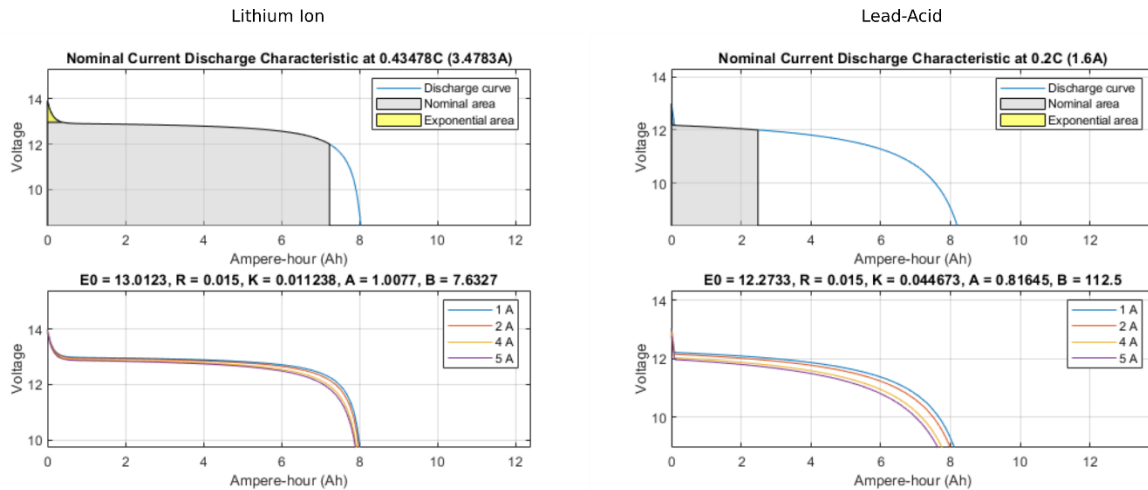 Lithium Ion
Nominal Current Discharge Characteristic at 0.43478C (3.4783A)
Discharge curve
Nominal area
Exponential area
Voltage
14
12
10
0 2 4 6 8 10 12
Ampere-hour (Ah)
E0 = 13.0123, R = 0.015, K = 0.011238, A = 1.0077, B = 7.6327
1 A
2 A
4 A
5 A
Voltage
14
12
10
0 2 4 6 8 10 12
Ampere-hour (Ah)
Lead-Acid
Nominal Current Discharge Characteristic at 0.2C (1.6A)
Discharge curve
Nominal area
Exponential area
Voltage
14
12
10
0 2 4 6 8 10 12
Ampere-hour (Ah)
E0 = 12.2733, R = 0.015, K = 0.044673, A = 0.81645, B = 112.5
1 A
2 A
4 A
5 A
Voltage
14
12
10
0 2 4 6 8 10 12
Ampere-hour (Ah)